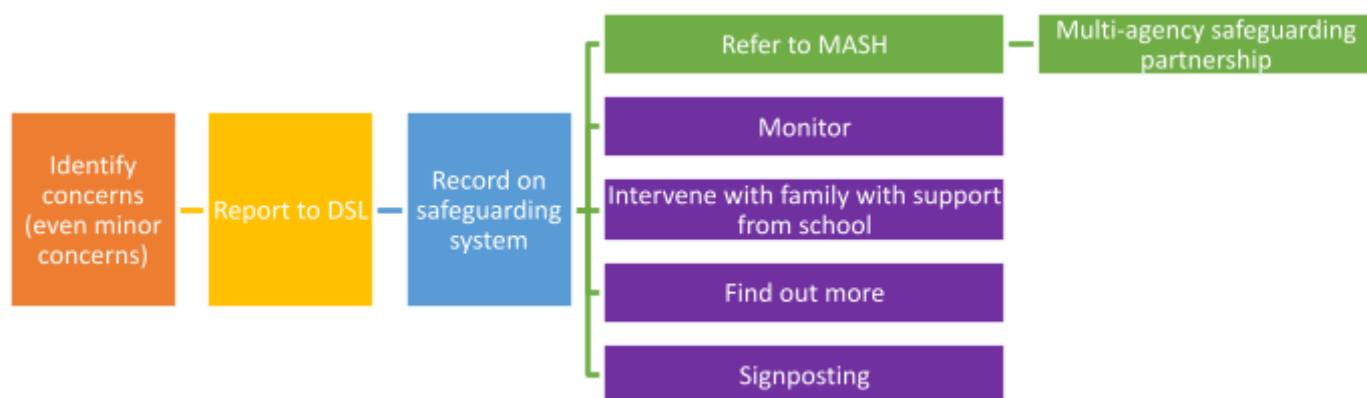 Identify
concerns
(even minor
concerns)
Report to DSL
Record on
safeguarding
system
Refer to MASH
Multi-agency safeguarding
partnership
Monitor
Intervene with family with support
from school
Find out more
Signposting